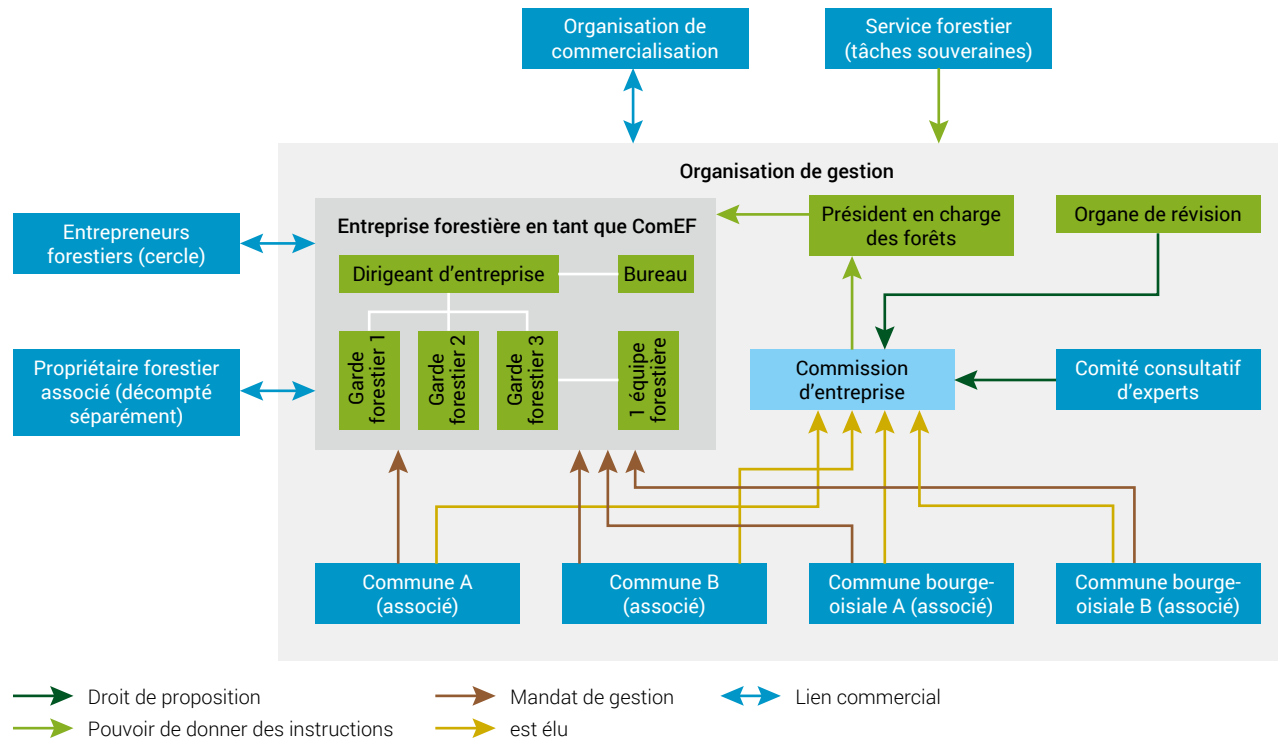 Organisation de
commercialisation
Service forestier
(tâches souveraines)
Organisation de gestion
Entrepreneurs
forestiers (cercle)
Entreprise forestière en tant que ComEF
Président en charge
des forêts
Organe de révision
Dirigeant d'entreprise
Bureau
Propriétaire forestier
associé (décompté
séparément)
Garde
forestier 1
Garde
forestier 2
Garde
forestier 3
1 équipe
forestière
Commission
d'entreprise
Comité consultatif
d'experts
Commune A
(associé)
Commune B
(associé)
Commune bourge-
oisiale A (associé)
Commune bourge-
oisiale B (associé)
Droit de proposition
Mandat de gestion
Lien commercial
Pouvoir de donner des instructions
est élu